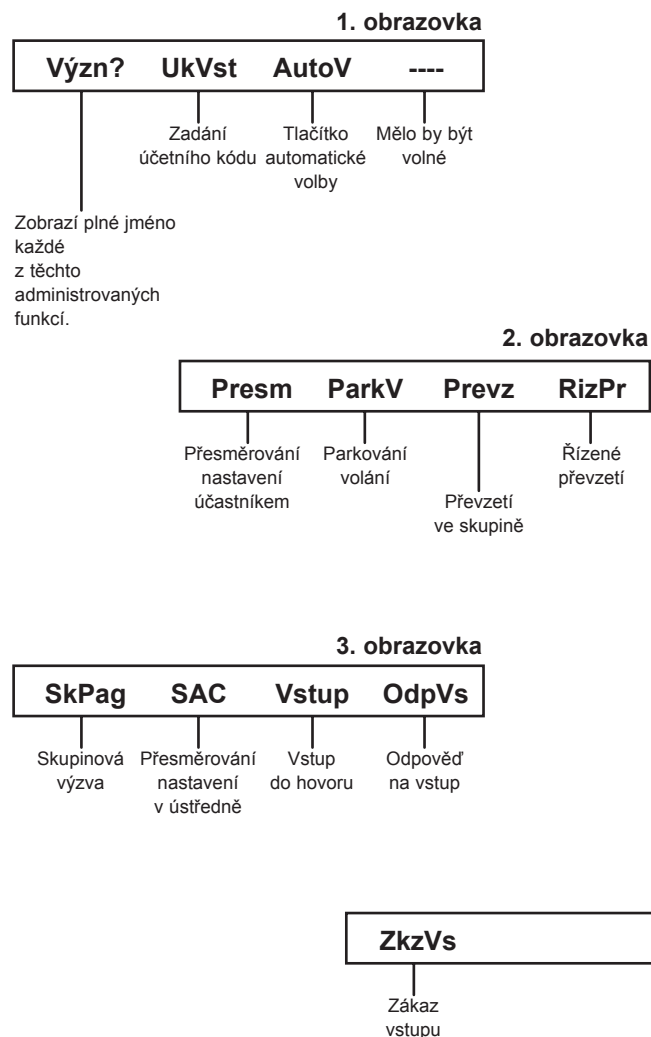 1. obrazovka
Význ? UkVst AutoV ----
Zadání
účetního kódu
Tlačítko
automatické
volby
Mělo by být
volné
Zobrazí plné jméno
každé
z těchto
administrovaných
funkcí.
2. obrazovka
Presm ParkV Prevz RizPr
Přesměrování
nastavení
účastníkem
Parkování
volání
Převzetí
ve skupině
Řízené
převzetí
3. obrazovka
SkPag SAC Vstup OdpVs
Skupinová
výzva
Přesměrování
nastavení
v ústředně
Vstup
do hovoru
Odpověď
na vstup
ZkzVs
Zákaz
vstupu